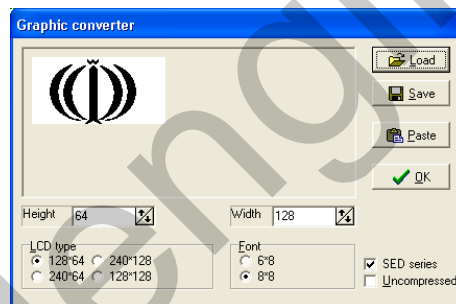 Graphic converter
Load
Save
Paste
OK
Height 64
Width 128
LCD type
128*64 240*128
240*64 128*128
Font
6*8
8*8
SED series
Uncompressed